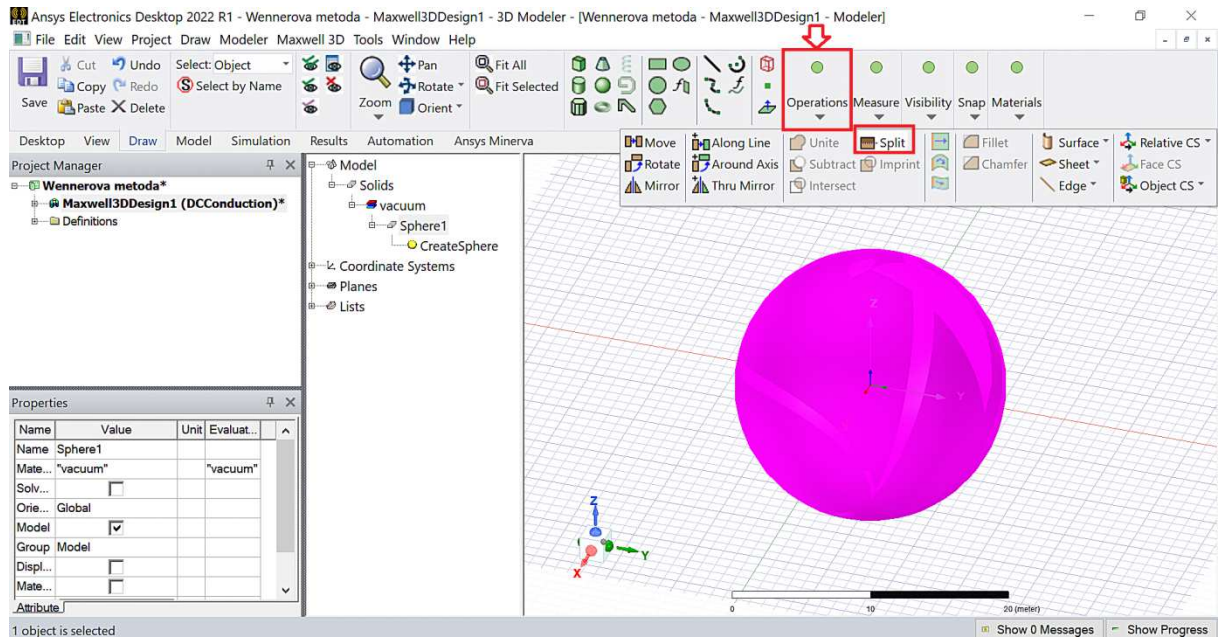 Ansys Electronics Desktop 2022 R1 - Wennerova metoda - Maxwell3DDesign1 - 3D Modeler - [Wennerova metoda - Maxwell3DDesign1 - Modeler]
File Edit View Project Draw Modeler Maxwell 3D Tools Window Help
Save
Cut Undo
Copy Redo
Paste Delete
Select: Object
Select by Name
Zoom
Pan
Rotate
Orient
Fit All
Fit Selected
Operations Measure Visibility Snap Materials
Desktop View Draw Model Simulation Results Automation Ansys Minerva
Move Along Line Unite Split Fillet Surface Relative CS
Rotate Around Axis Subtract Imprint Chamfer Sheet Face CS
Mirror Thru Mirror Intersect Edge Object CS
Project Manager
Wennerova metoda*
Maxwell3DDesign1 (DCConduction)*
Definitions
Model
Solids
vacuum
Sphere1
CreateSphere
Coordinate Systems
Planes
Lists
Z
Y
Properties
Name Value Unit Evaluat...
Name Sphere1
Mate... "vacuum" "vacuum"
Solv...
Orie... Global
Model
Group Model
Displ...
Mate...
Attribute
Z
Y
X
0 10 20 (meter)
1 object is selected
Show 0 Messages Show Progress